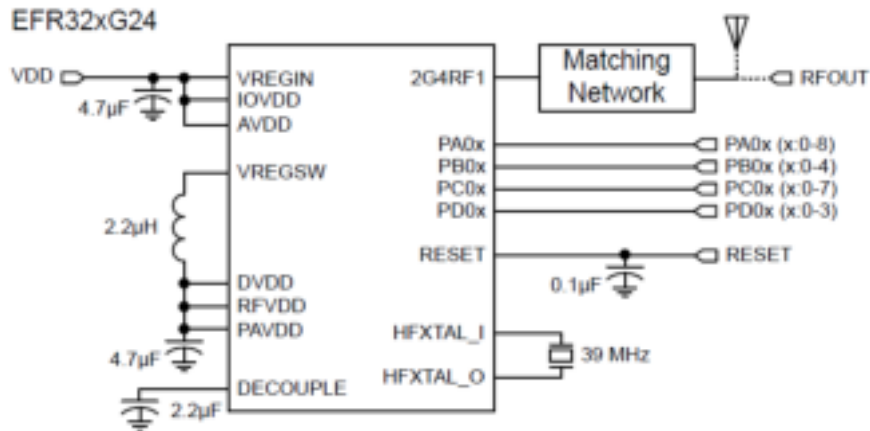 EFR32xG24
VDD
4.7µF
VREGIN
IOVDD
AVDD
VREGSW
2.2µH
DVDD
RFVDD
PAVDD
4.7µF
DECOUPLE
2.2µF
2G4RF1
Matching
Network
RFOUT
PA0x PA0x (x:0-8)
PB0x PB0x (x:0-4)
PC0x PC0x (x:0-7)
PD0x PD0x (x:0-3)
RESET RESET
0.1µF
HFXTAL_I
39 MHz
HFXTAL_O